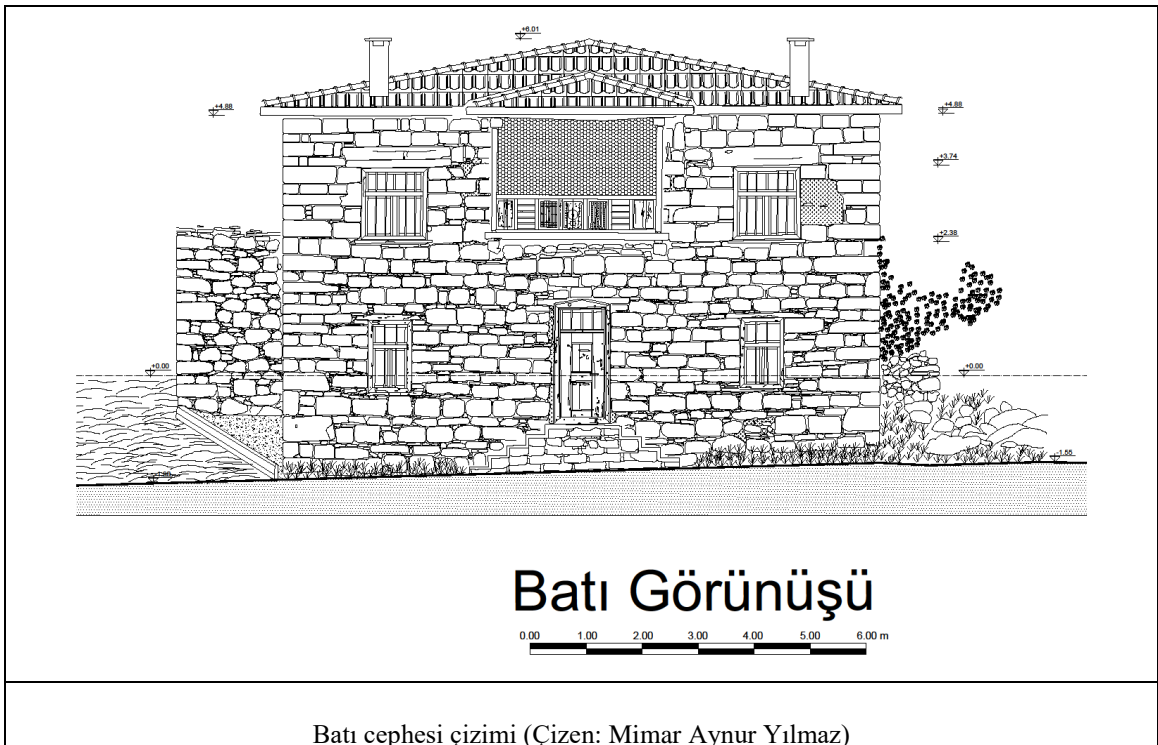 +6.01
+4.88
+4.88
+3.74
+2.38
+0.00
+0.00
-1.55
Batı Görünüşü
0.00 1.00 2.00 3.00 4.00 5.00 6.00 m
Batı cephesi çizimi (Çizen: Mimar Aynur Yılmaz)